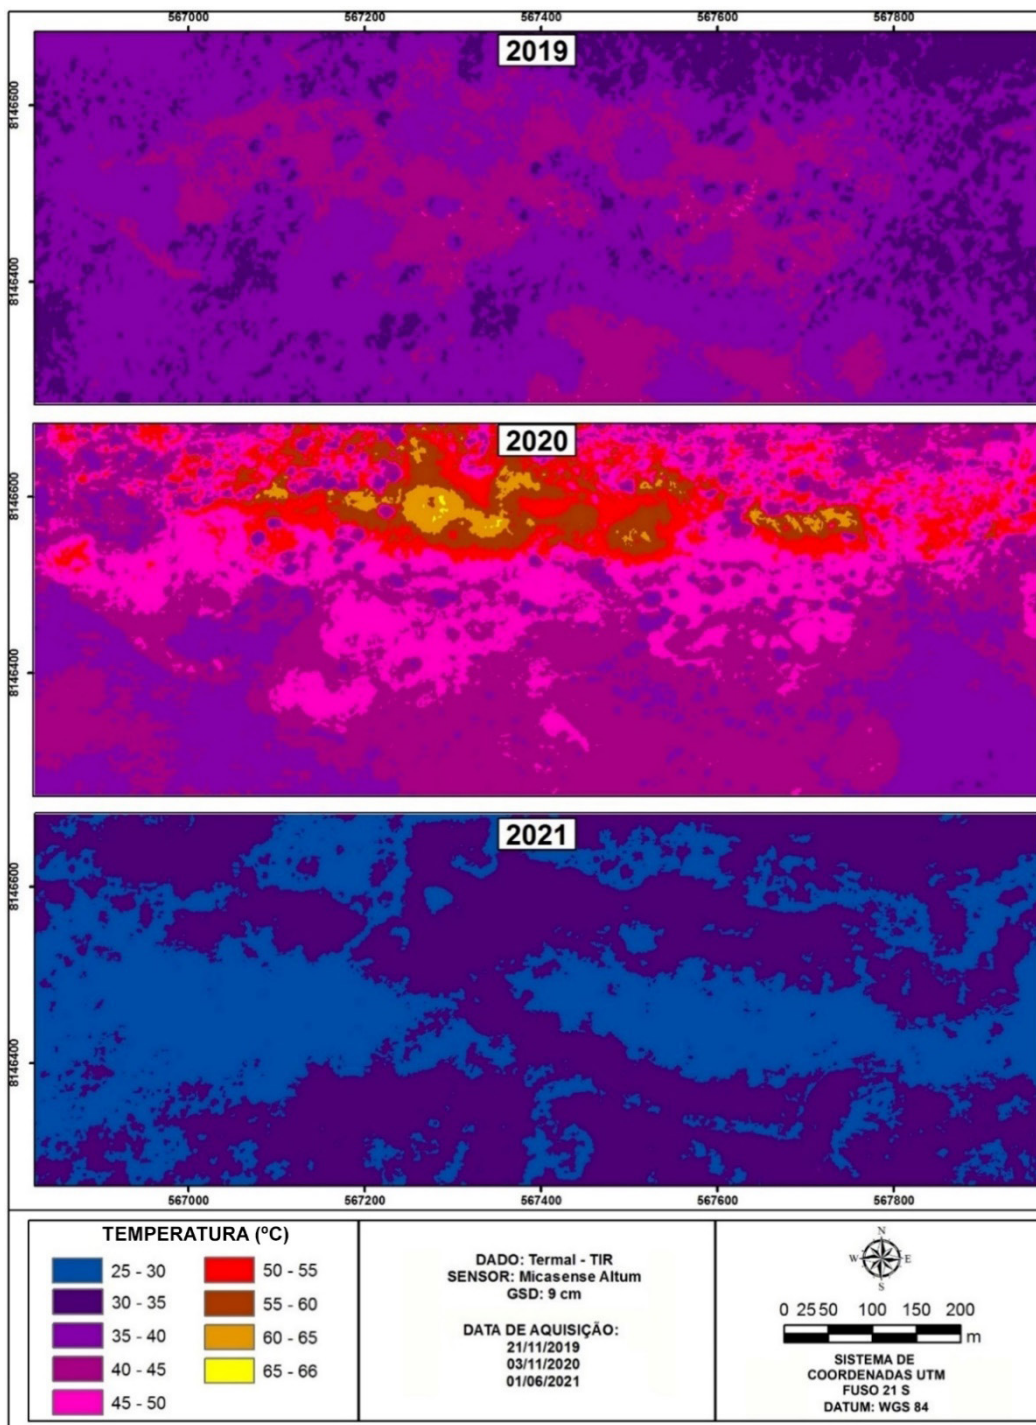 567000 567200 567400 567600 567800
2019
8146600
8146400
2020
8146600
8146400
2021
8146600
8146400
567000 567200 567400 567600 567800
TEMPERATURA (ºC)
25 - 30
30 - 35
35 - 40
40 - 45
45 - 50
50 - 55
55 - 60
60 - 65
65 - 66
DADO: Termal - TIR
SENSOR: Micasense Altum
GSD: 9 cm
DATA DE AQUISIÇÃO:
21/11/2019
03/11/2020
01/06/2021
N
W E
S
0 25 50 100 150 200
m
SISTEMA DE
COORDENADAS UTM
FUSO 21 S
DATUM: WGS 84